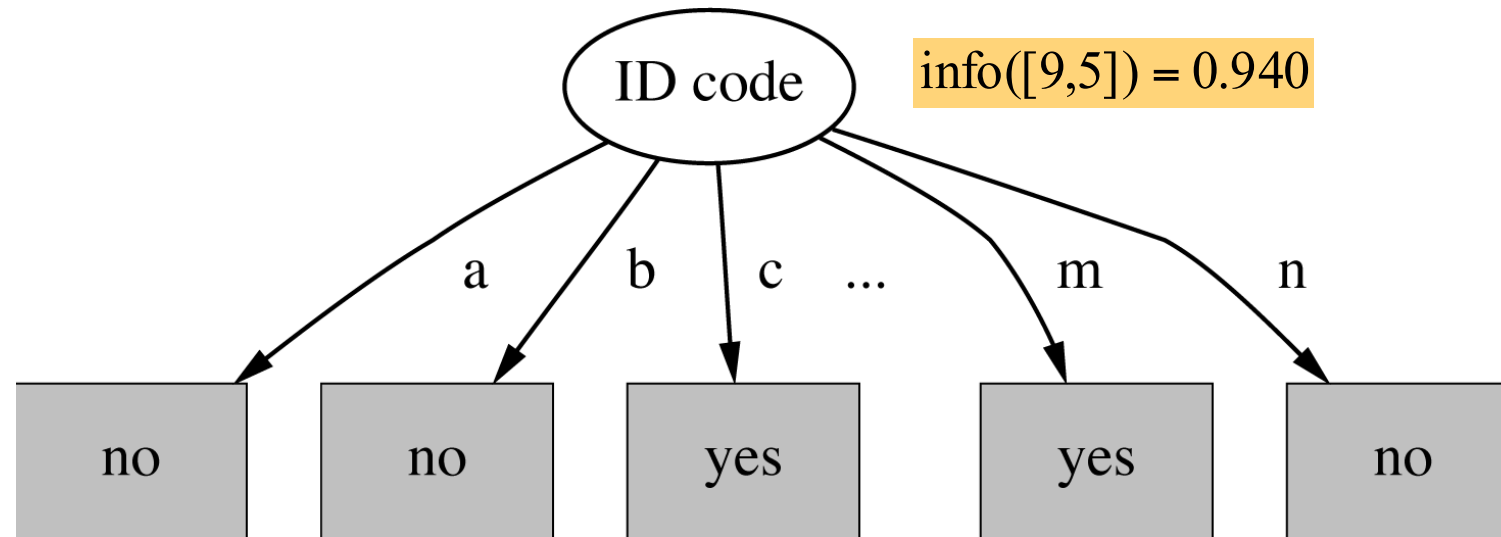 ID code
info([9,5]) = 0.940
a b c ... m n
no no yes yes no